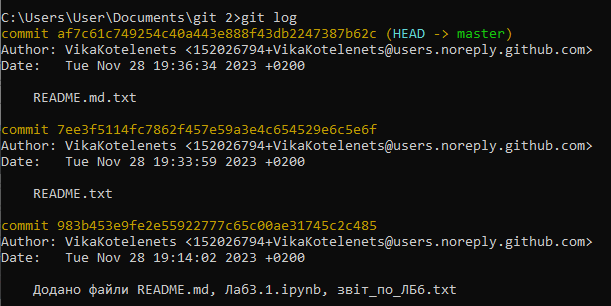 C:\Users\User\Documents\git 2>git log
commit af7c61c749254c40a443e888f43db2247387b62c (HEAD -> master)
Author: VikaKotelenets <152026794+VikaKotelenets@users.noreply.github.com>
Date:   Tue Nov 28 19:36:34 2023 +0200
    README.md.txt
commit 7ee3f5114fc7862f457e59a3e4c654529e6c5e6f
Author: VikaKotelenets <152026794+VikaKotelenets@users.noreply.github.com>
Date:   Tue Nov 28 19:33:59 2023 +0200
    README.txt
commit 983b453e9fe2e55922777c65c00ae31745c2c485
Author: VikaKotelenets <152026794+VikaKotelenets@users.noreply.github.com>
Date:   Tue Nov 28 19:14:02 2023 +0200
    Додано файли README.md, Лаб3.1.ipynb, звіт_по_ЛБ6.txt